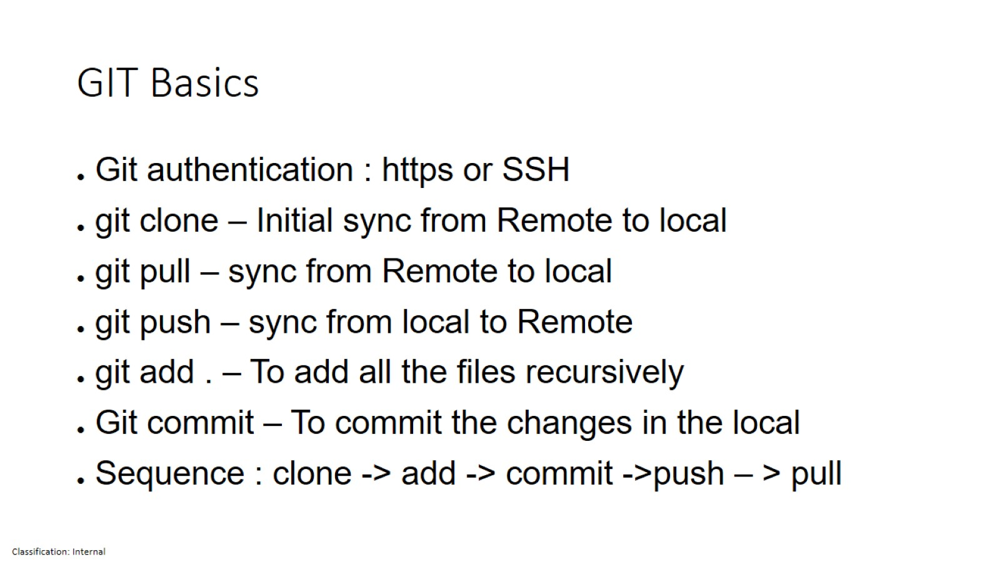 GIT Basics
• Git authentication : https or SSH
• git clone – Initial sync from Remote to local
• git pull – sync from Remote to local
• git push – sync from local to Remote
• git add . – To add all the files recursively
• Git commit – To commit the changes in the local
• Sequence : clone -> add -> commit ->push – > pull
Classification: Internal